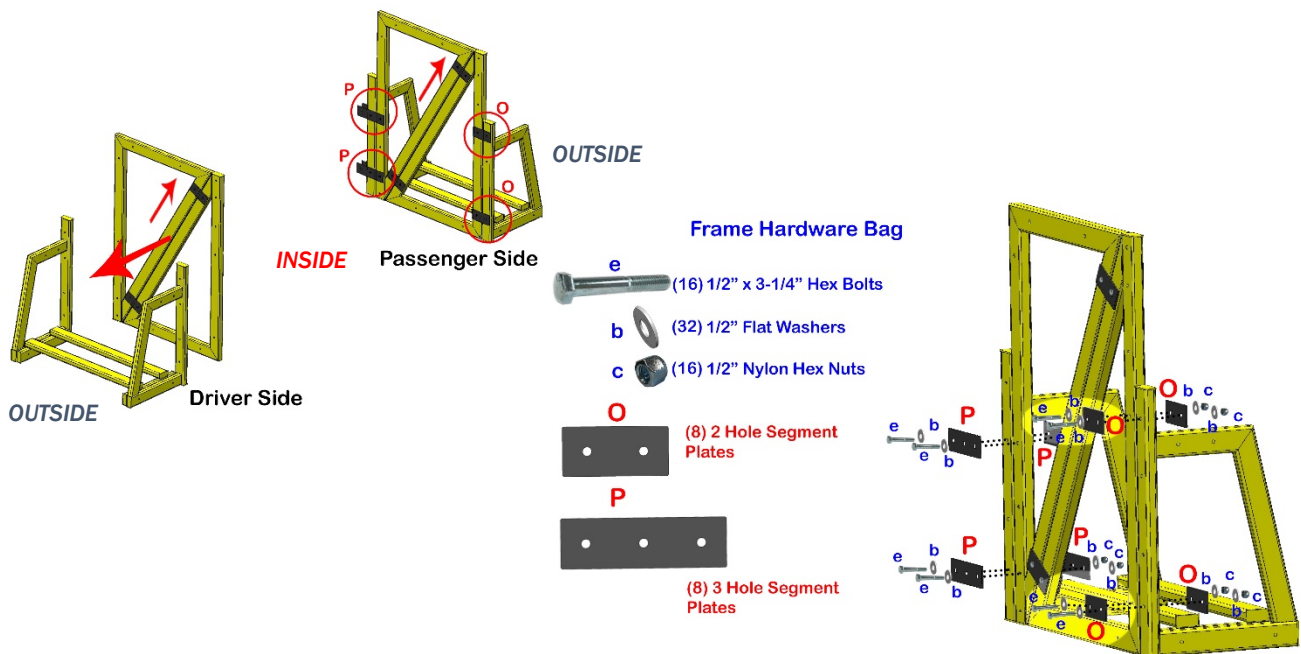 P
P
O
O
OUTSIDE
INSIDE
Passenger Side
OUTSIDE
Driver Side
Frame Hardware Bag
e
(16) 1/2” x 3-1/4” Hex Bolts
b
(32) 1/2” Flat Washers
c
(16) 1/2” Nylon Hex Nuts
O
(8) 2 Hole Segment
Plates
P
(8) 3 Hole Segment
Plates
O
b
c
b
c
e
b
e
b
O
P
e
b
e
b
P
P
e
b
e
b
P
b
c
b
c
O
b
c
b
c
e
b
e
b
O